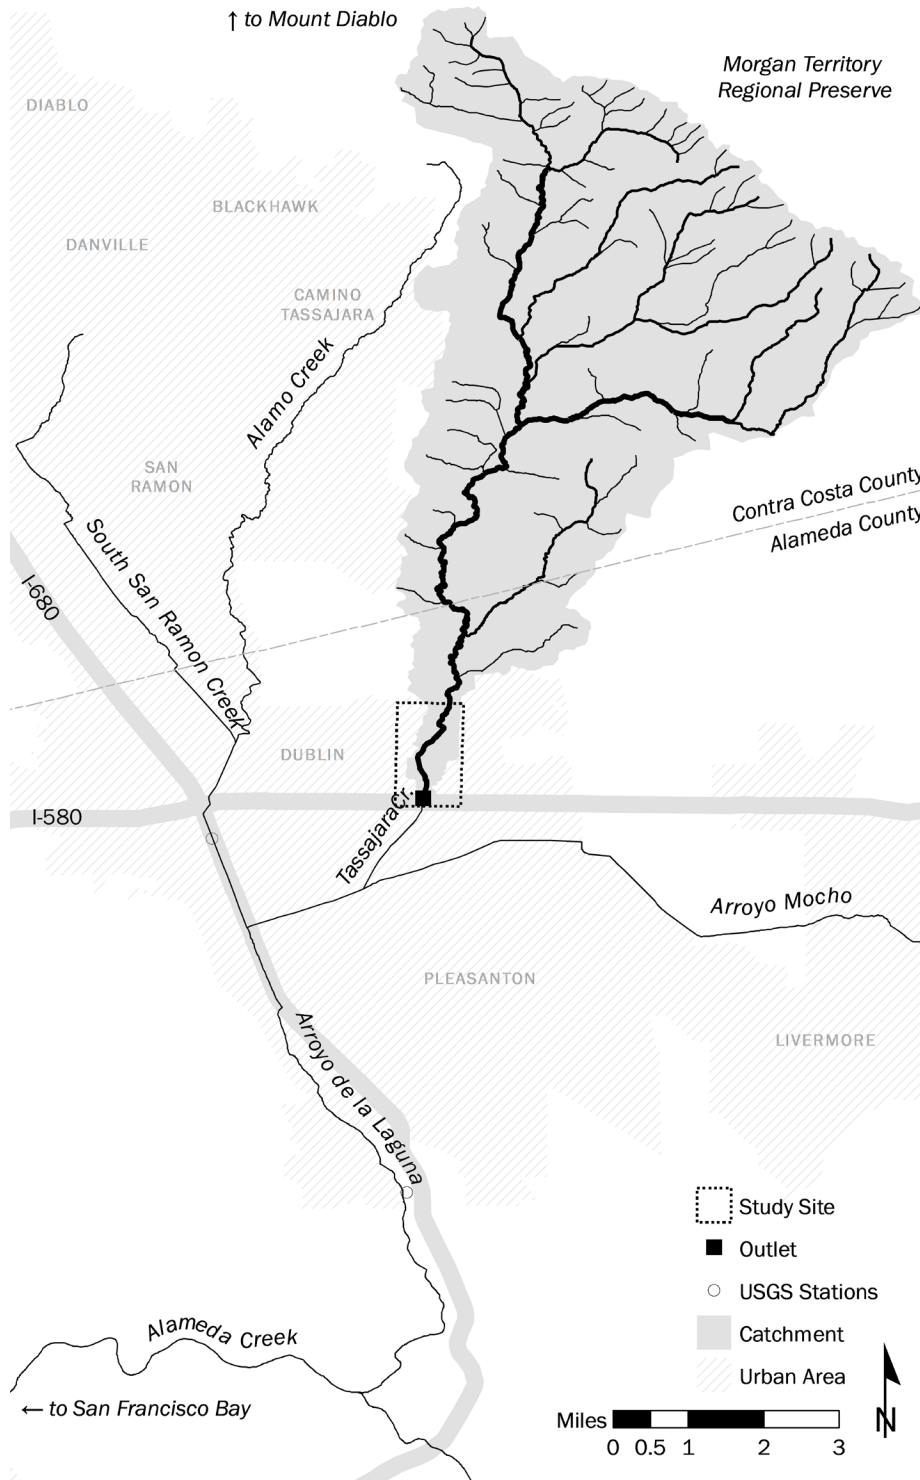 ↑ to Mount Diablo
Morgan Territory
Regional Preserve
DIABLO
BLACKHAWK
DANVILLE
CAMINO
TASSAJARA
Alamo Creek
SAN
RAMON
Contra Costa County
Alameda County
South San Ramon Creek
I-680
DUBLIN
I-580
Tassajara Cr.
Arroyo Mocho
PLEASANTON
LIVERMORE
Arroyo de la Laguna
Study Site
Outlet
USGS Stations
Catchment
Urban Area
Alameda Creek
← to San Francisco Bay
N
Miles
0 0.5 1 2 3